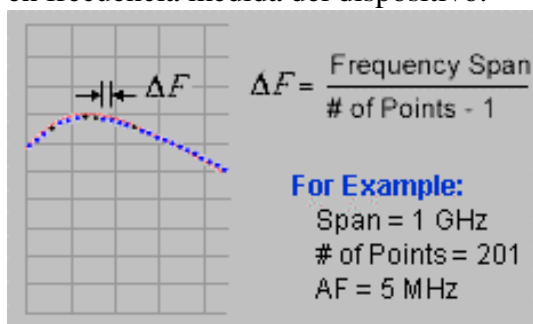 en frecuencia medida del dispositivo.
ΔF
ΔF = Frequency Span
# of Points - 1
For Example:
Span = 1 GHz
# of Points = 201
AF = 5 MHz